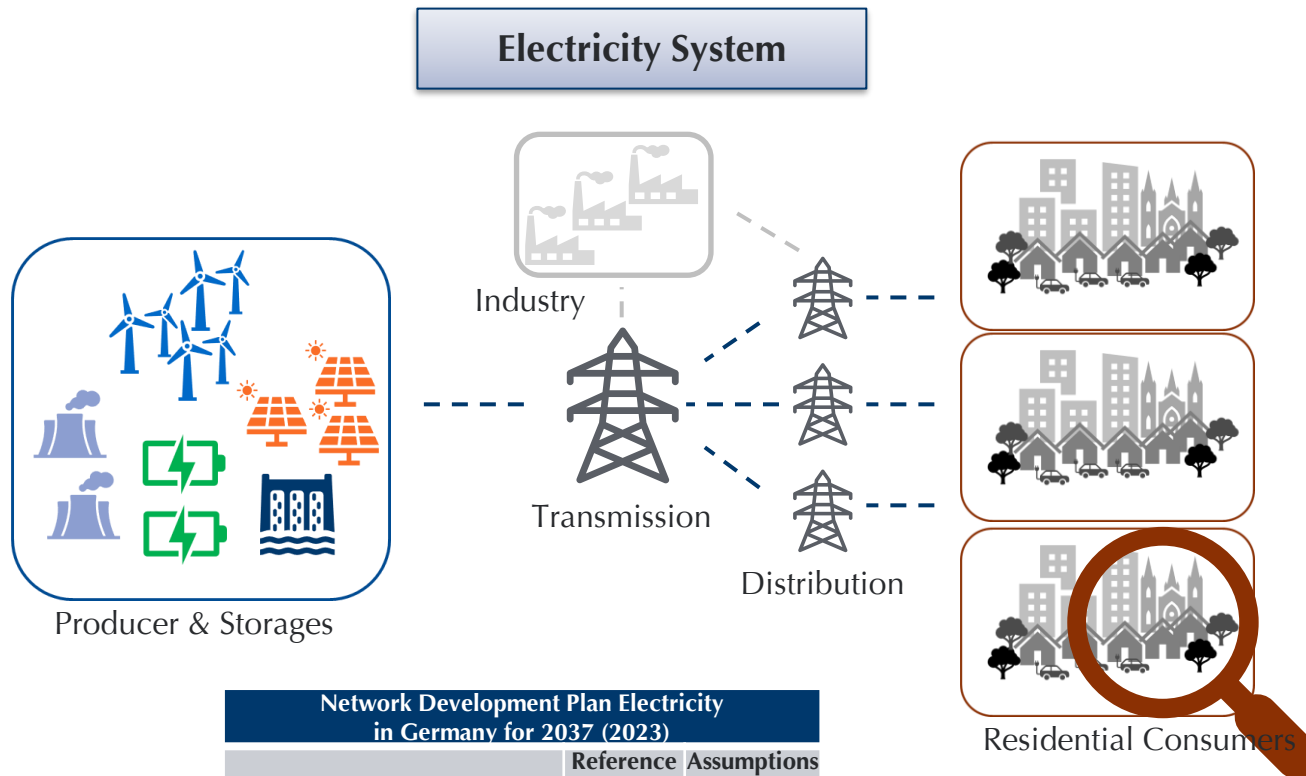 Electricity System
Industry
Transmission
Distribution
Producer & Storages
Residential Consumers
Network Development Plan Electricity
in Germany for 2037 (2023)
Reference Assumptions